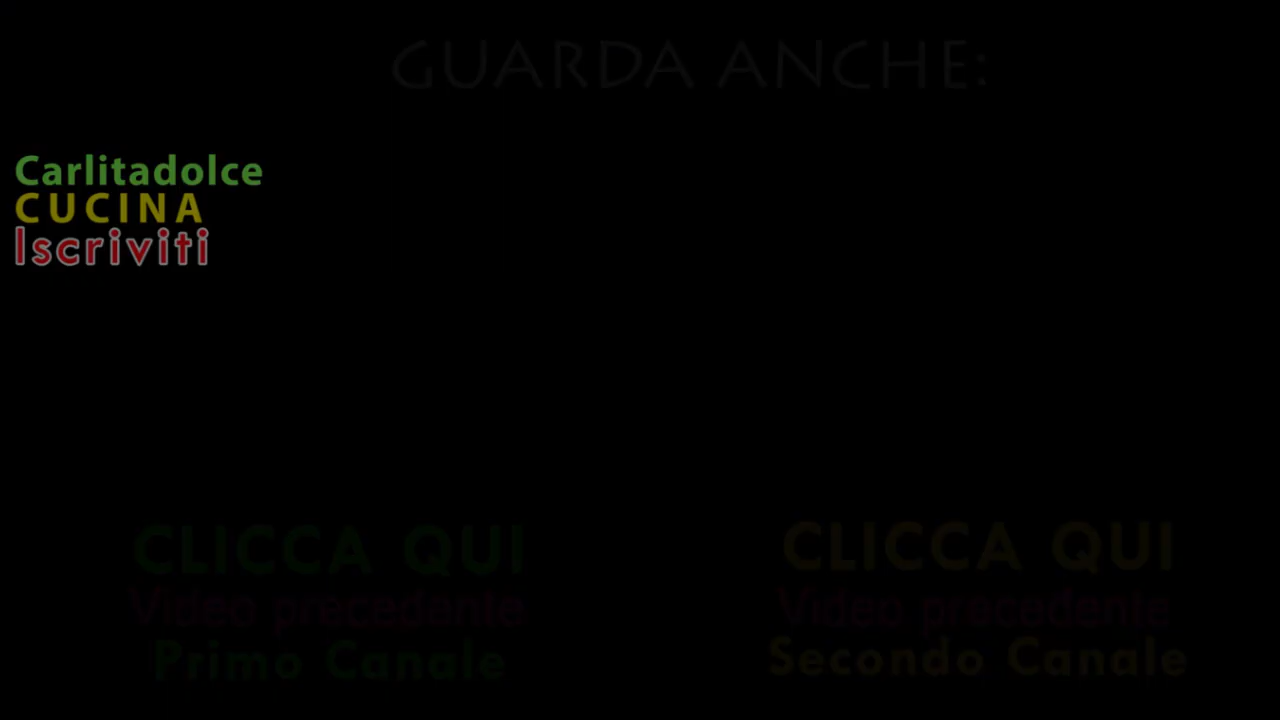 GUARDA ANCHE:
Carlitadolce
CUCINA
Iscriviti
CLICCA QUI
Video precedente
Primo Canale
CLICCA QUI
Video precedente
Secondo Canale